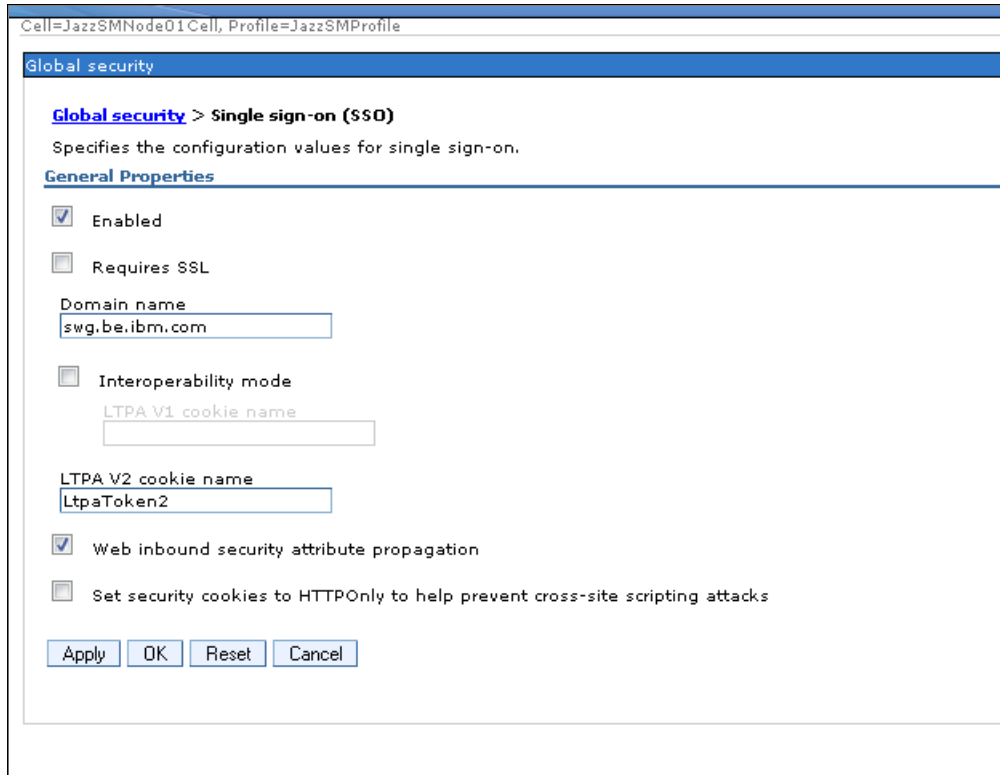 Cell=JazzSMNode01Cell, Profile=JazzSMProfile
Global security
Global security > Single sign-on (SSO)
Specifies the configuration values for single sign-on.
General Properties
Enabled
Requires SSL
Domain name
swg.be.ibm.com
Interoperability mode
LTPA V1 cookie name
LTPA V2 cookie name
LtpaToken2
Web inbound security attribute propagation
Set security cookies to HTTPOnly to help prevent cross-site scripting attacks
Apply OK Reset Cancel